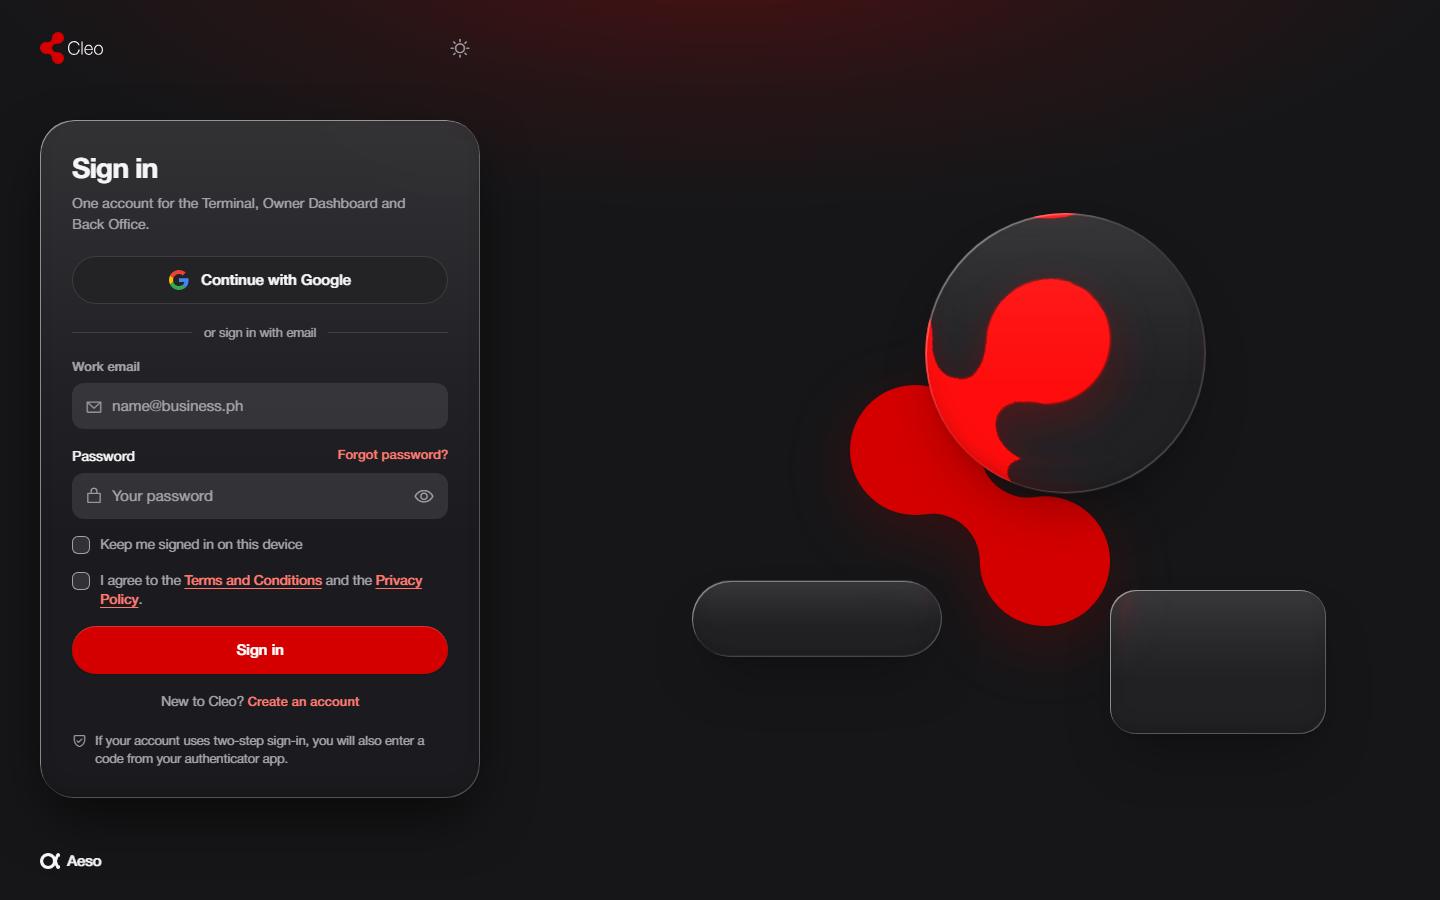 Cleo
Sign in
One account for the Terminal, Owner Dashboard and
Back Office.
Continue with Google
or sign in with email
Work email
name@business.ph
Password
Forgot password?
Your password
Keep me signed in on this device
I agree to the Terms and Conditions and the Privacy
Policy.
Sign in
New to Cleo? Create an account
If your account uses two-step sign-in, you will also enter a
code from your authenticator app.
Aeso